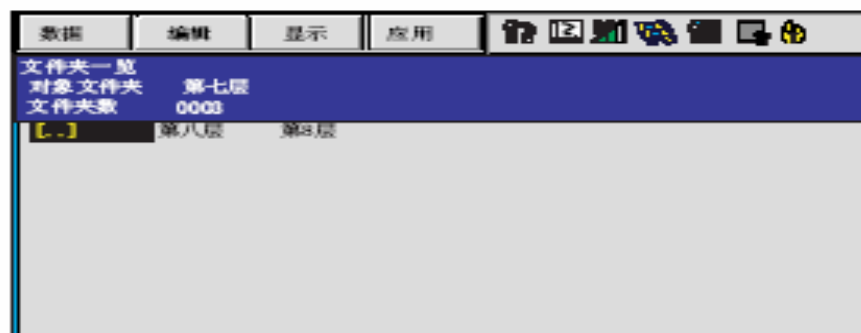 数据 编辑 显示 应用
文件夹一览
对象文件夹 第七层
文件夹数 0003
[..] 第八层 第8层